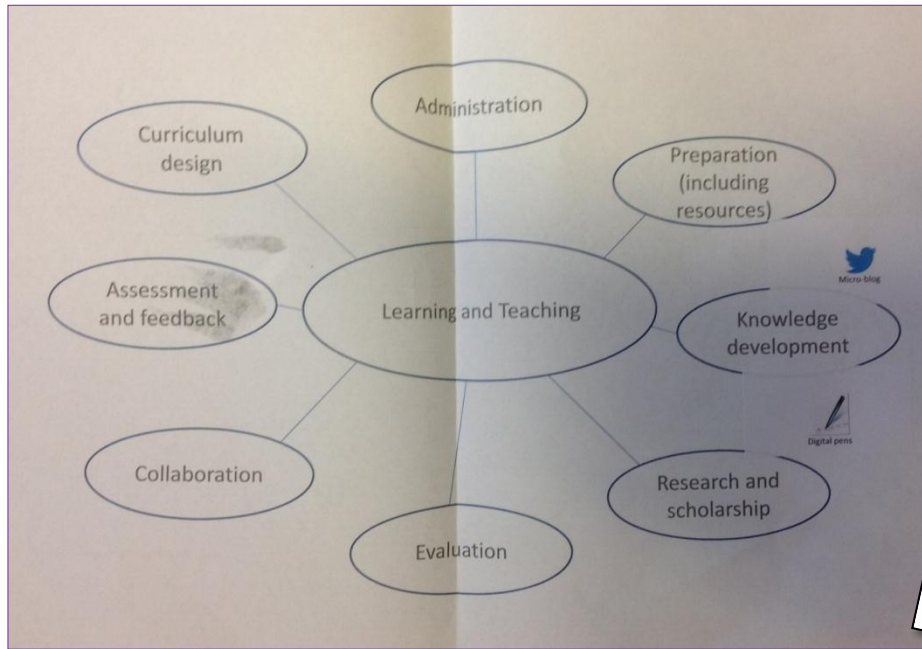 Administration
Curriculum
design
Preparation
(including
resources)
Micro-blog
Assessment
and feedback
Learning and Teaching
Knowledge
development
Digital pens
Collaboration
Research and
scholarship
Evaluation